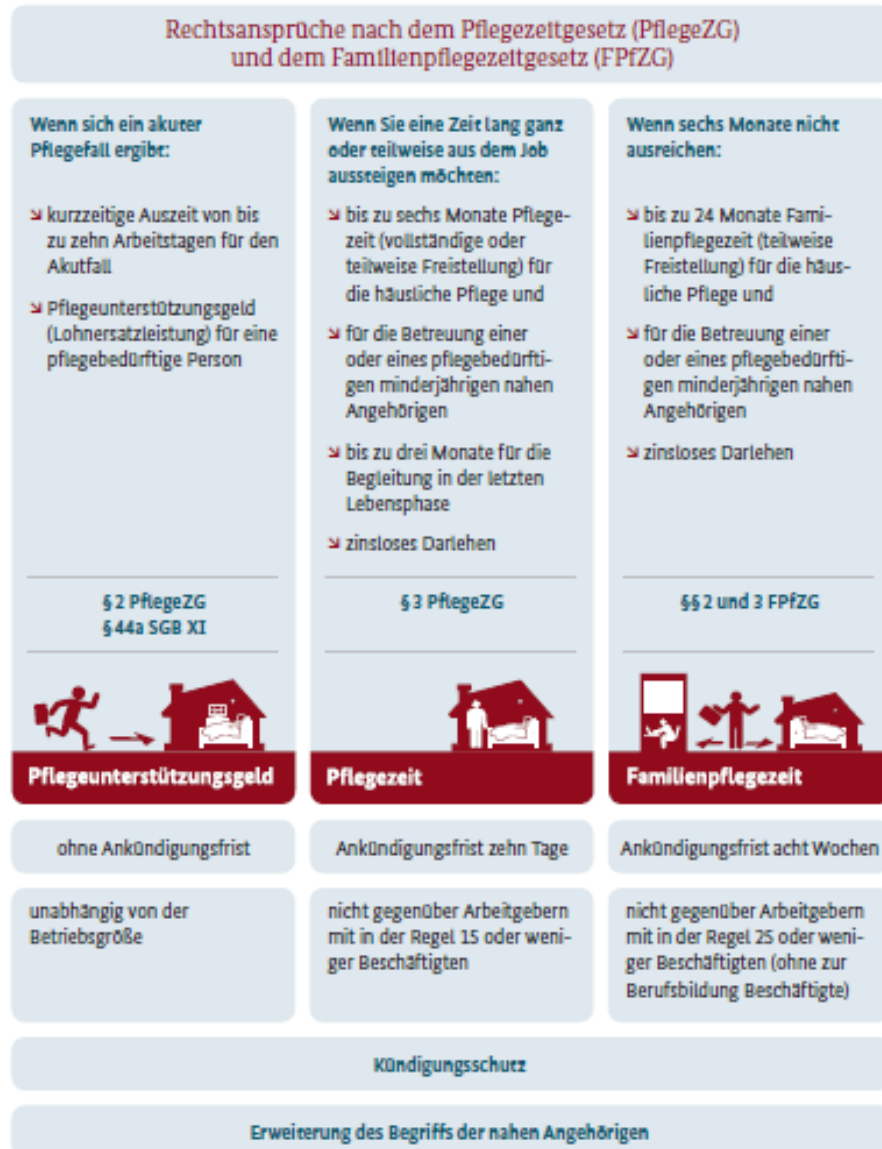 Rechtsansprüche nach dem Pflegezeitgesetz (PflegeZG)
und dem Familienpflegezeitgesetz (FPfZG)
Wenn sich ein akuter
Pflegefall ergibt:
kurzzeitige Auszeit von bis
zu zehn Arbeitstagen für den
Akutfall
Pflegeunterstützungsgeld
(Lohnersatzleistung) für eine
pflegebedürftige Person
§ 2 PflegeZG
§ 44a SGB XI
Pflegeunterstützungsgeld
ohne Ankündigungsfrist
unabhängig von der
Betriebsgröße
Wenn Sie eine Zeit lang ganz
oder teilweise aus dem Job
aussteigen möchten:
bis zu sechs Monate Pflege-
zeit (vollständige oder
teilweise Freistellung) für
die häusliche Pflege und
für die Betreuung einer
oder eines pflegebedürfti-
gen minderjährigen nahen
Angehörigen
bis zu drei Monate für die
Begleitung in der letzten
Lebensphase
zinsloses Darlehen
§ 3 PflegeZG
Pflegezeit
Ankündigungsfrist zehn Tage
nicht gegenüber Arbeitgebern
mit in der Regel 15 oder weni-
ger Beschäftigten
Wenn sechs Monate nicht
ausreichen:
bis zu 24 Monate Fami-
lienpflegezeit (teilweise
Freistellung) für die häus-
liche Pflege und
für die Betreuung einer
oder eines pflegebedürfti-
gen minderjährigen nahen
Angehörigen
zinsloses Darlehen
§§ 2 und 3 FPfZG
Familienpflegezeit
Ankündigungsfrist acht Wochen
nicht gegenüber Arbeitgebern
mit in der Regel 25 oder weni-
ger Beschäftigten (ohne zur
Berufsbildung Beschäftigte)
Kündigungsschutz
Erweiterung des Begriffs der nahen Angehörigen